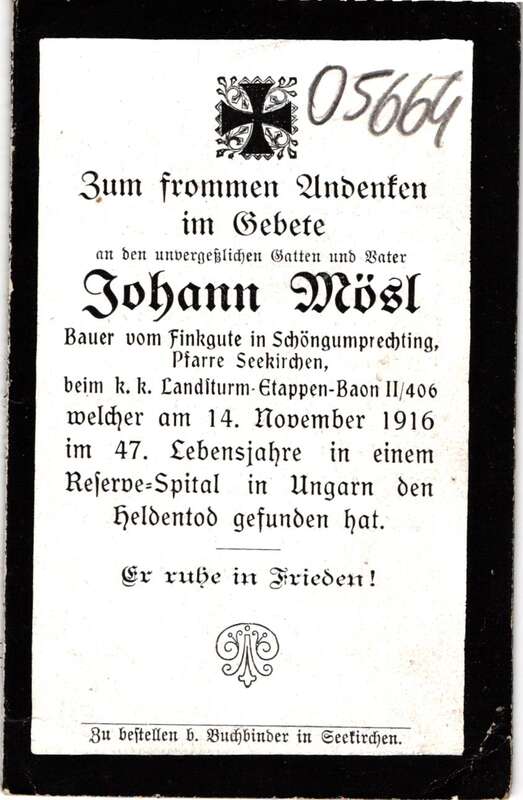 05664
Zum frommen Andenken
im Gebete
an den unvergeßlichen Gatten und Vater
Johann Mösl
Bauer vom Finkgute in Schöngumprechting,
Pfarre Seekirchen,
beim k. k. Landsturm-Etappen-Baon II/406
welcher am 14. November 1916
im 47. Lebensjahre in einem
Reserve-Spital in Ungarn den
Heldentod gefunden hat.
Er ruhe in Frieden!
Zu bestellen b. Buchbinder in Seekirchen.